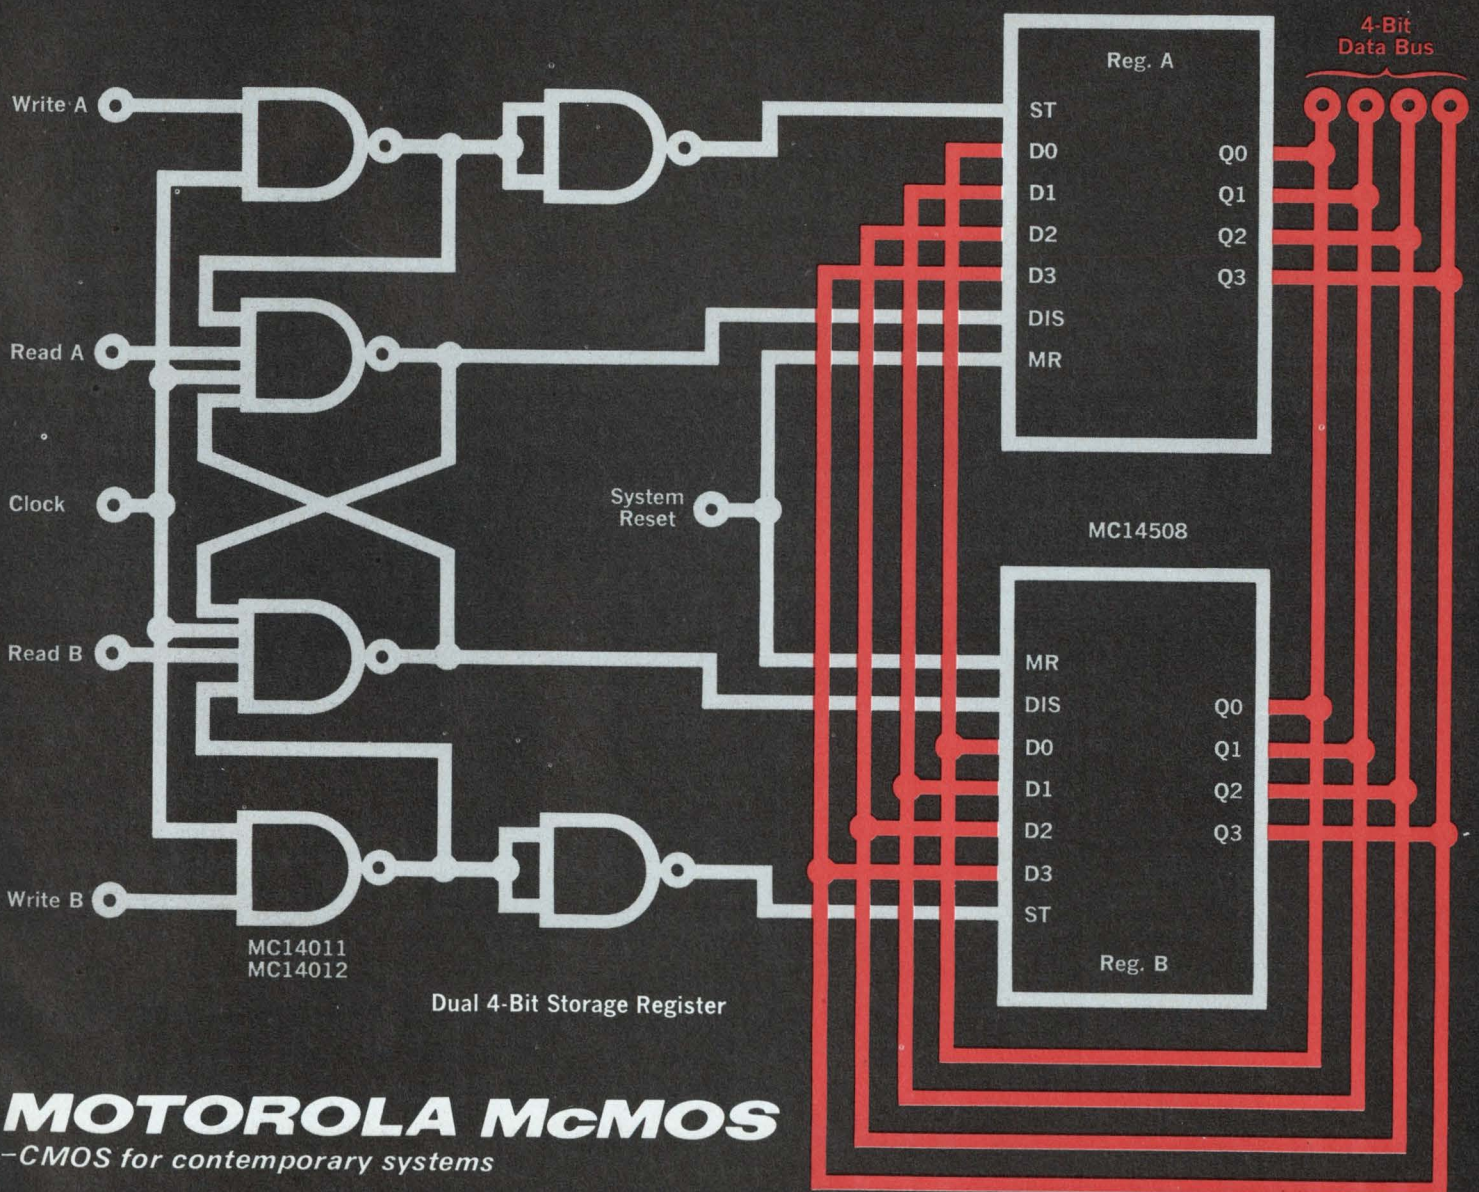 4-Bit
Data Bus
Reg. A
Write A
ST
D0
Q0
D1
Q1
D2
Q2
D3
Q3
DIS
Read A
MR
Clock
System
Reset
MC14508
Read B
MR
DIS
Q0
D0
Q1
D1
Q2
D2
Q3
D3
Write B
ST
MC14011
MC14012
Reg. B
Dual 4-Bit Storage Register
MOTOROLA McMOS
–CMOS for contemporary systems